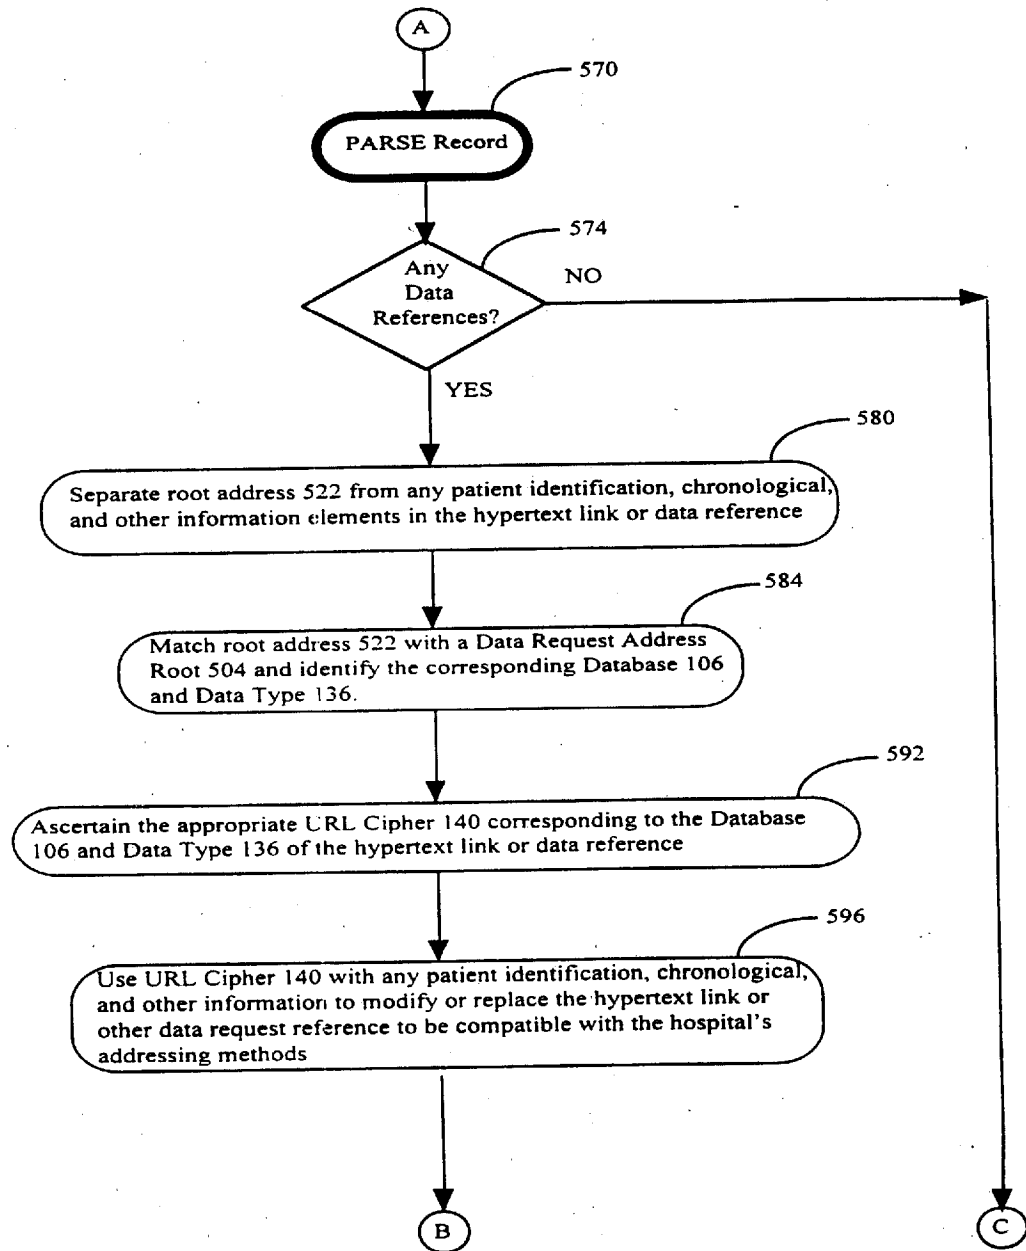 A
570
PARSE Record
574
Any
Data
References?
NO
YES
580
Separate root address 522 from any patient identification, chronological,
and other information elements in the hypertext link or data reference
584
Match root address 522 with a Data Request Address
Root 504 and identify the corresponding Database 106
and Data Type 136.
592
Ascertain the appropriate URL Cipher 140 corresponding to the Database
106 and Data Type 136 of the hypertext link or data reference
596
Use URL Cipher 140 with any patient identification, chronological,
and other information to modify or replace the hypertext link or
other data request reference to be compatible with the hospital's
addressing methods
B
C